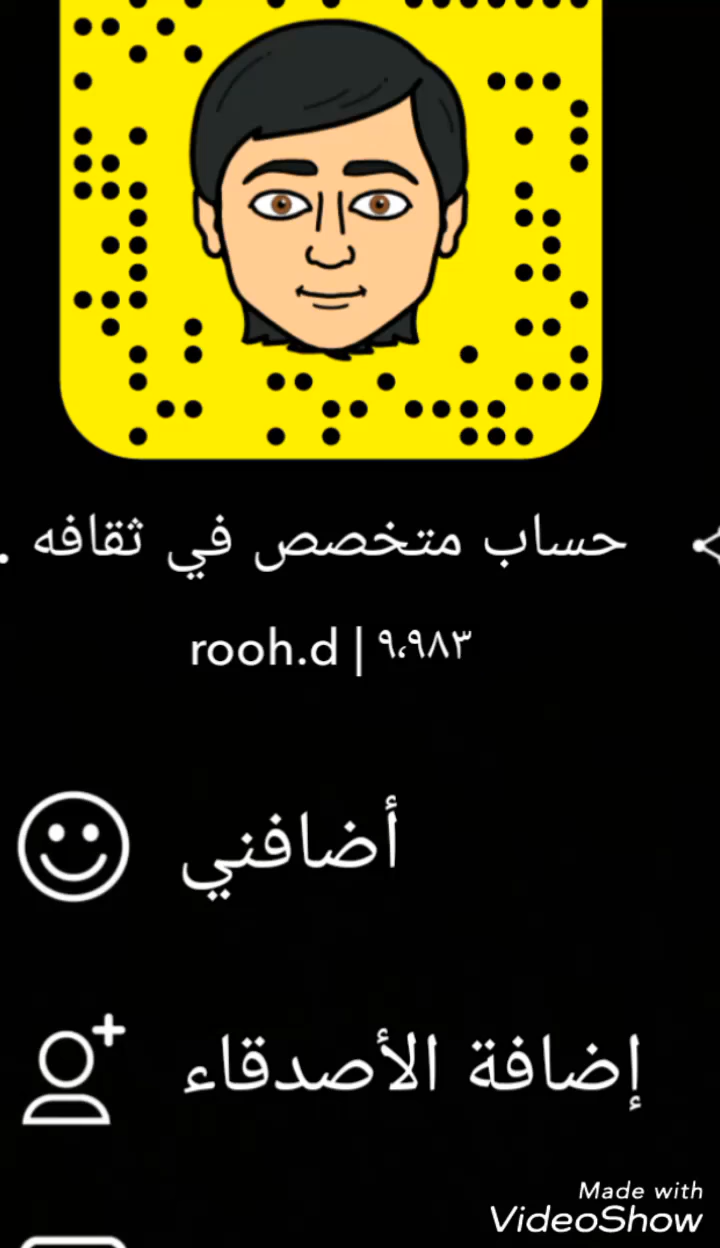 حساب متخصص في ثقافه .
rooh.d | ٩،٩٨٣
أضافني
إضافة الأصدقاء
Made with
VideoShow